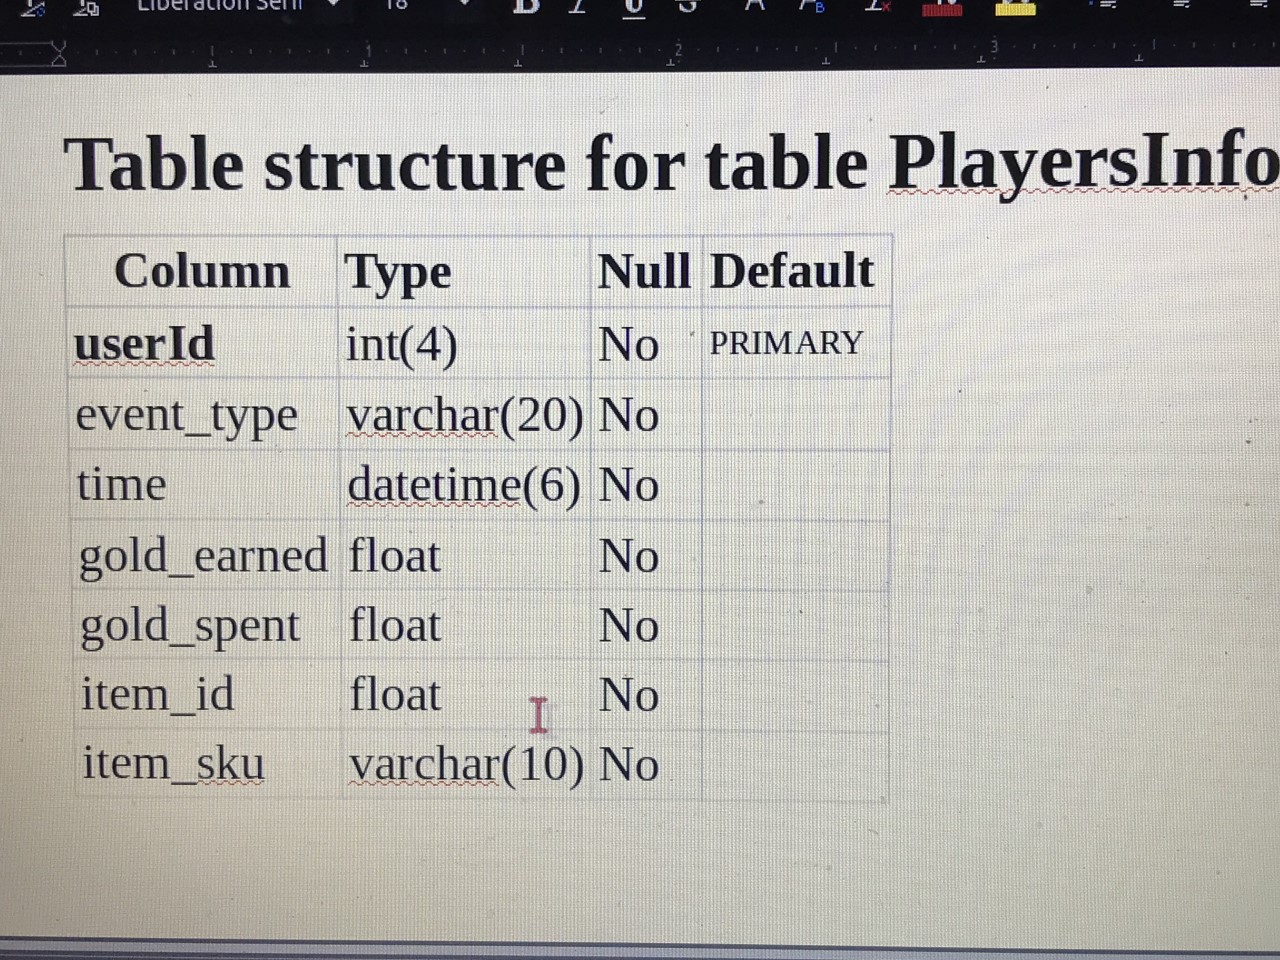 Liberation Serif 18
1 2 3
Table structure for table PlayersInfo
Column Type Null Default
userId int(4) No PRIMARY
event_type varchar(20) No
time datetime(6) No
gold_earned float No
gold_spent float No
item_id float No
item_sku varchar(10) No